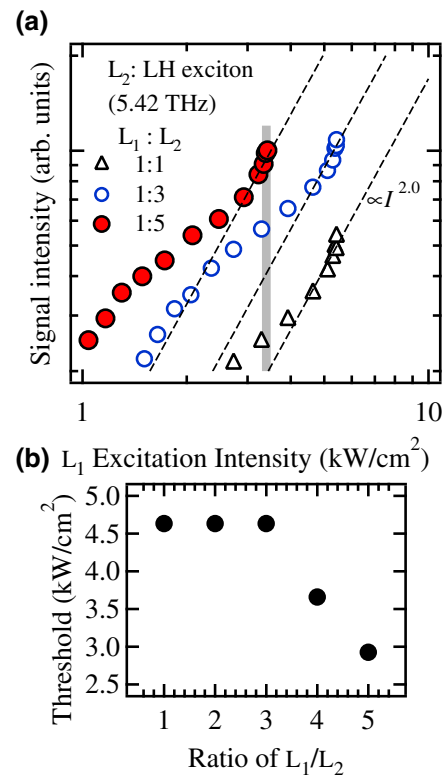 (a)
L₂: LH exciton
(5.42 THz)
L₁ : L₂
1:1
1:3
1:5
∝I^2.0
Signal intensity (arb. units)
1
10
L₁ Excitation Intensity (kW/cm²)
(b)
5.0
4.5
4.0
3.5
3.0
2.5
Threshold (kW/cm²)
1 2 3 4 5
Ratio of L₁/L₂